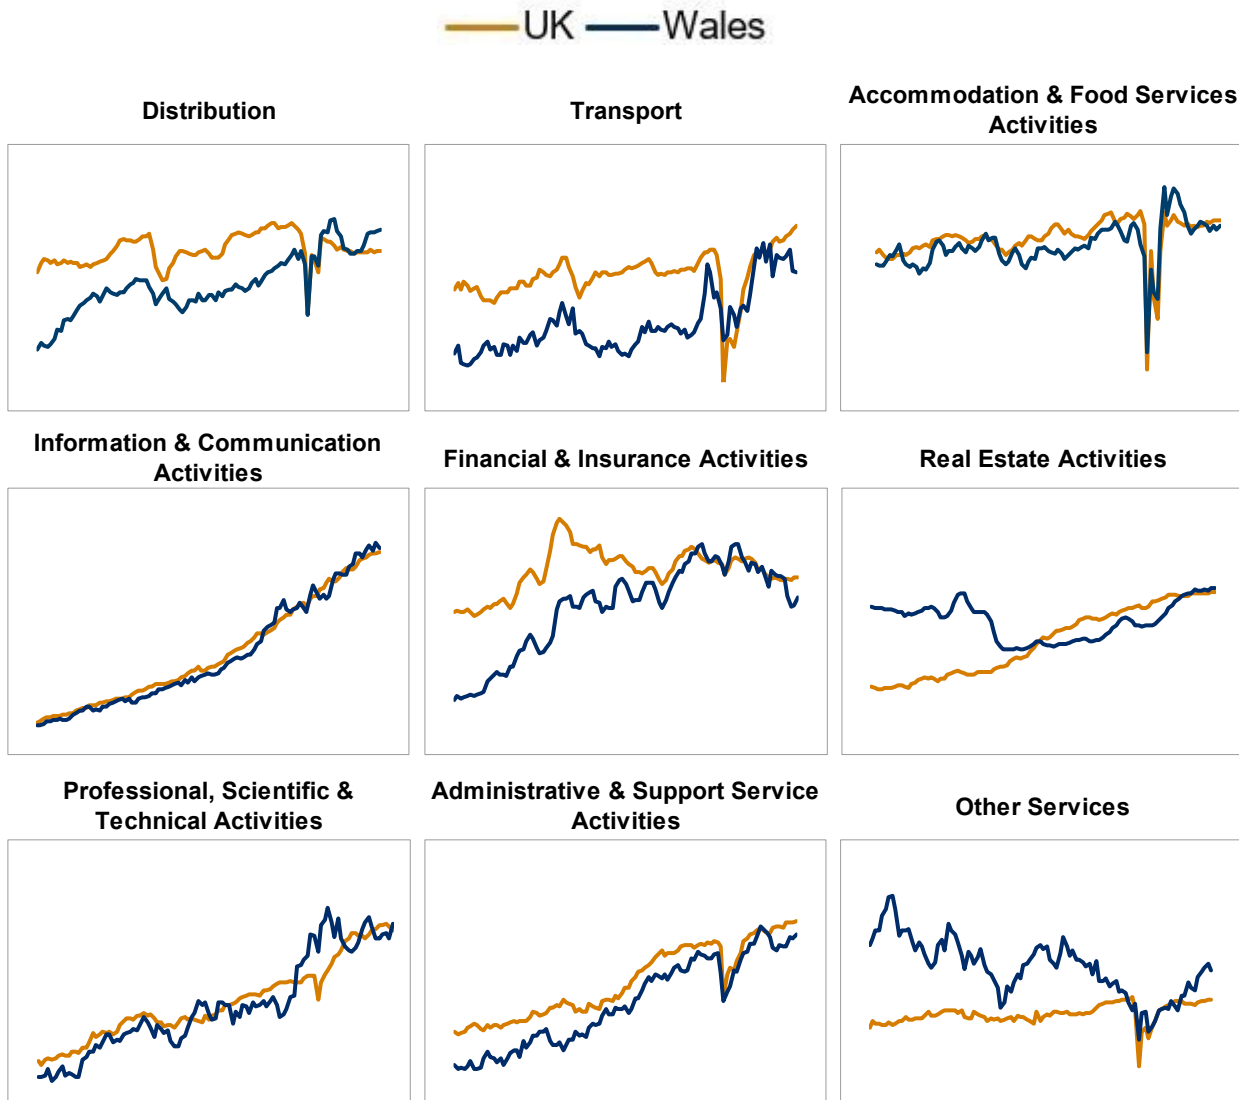 UK Wales
Distribution
Transport
Accommodation & Food Services
Activities
Information & Communication
Activities
Financial & Insurance Activities
Real Estate Activities
Professional, Scientific &
Technical Activities
Administrative & Support Service
Activities
Other Services